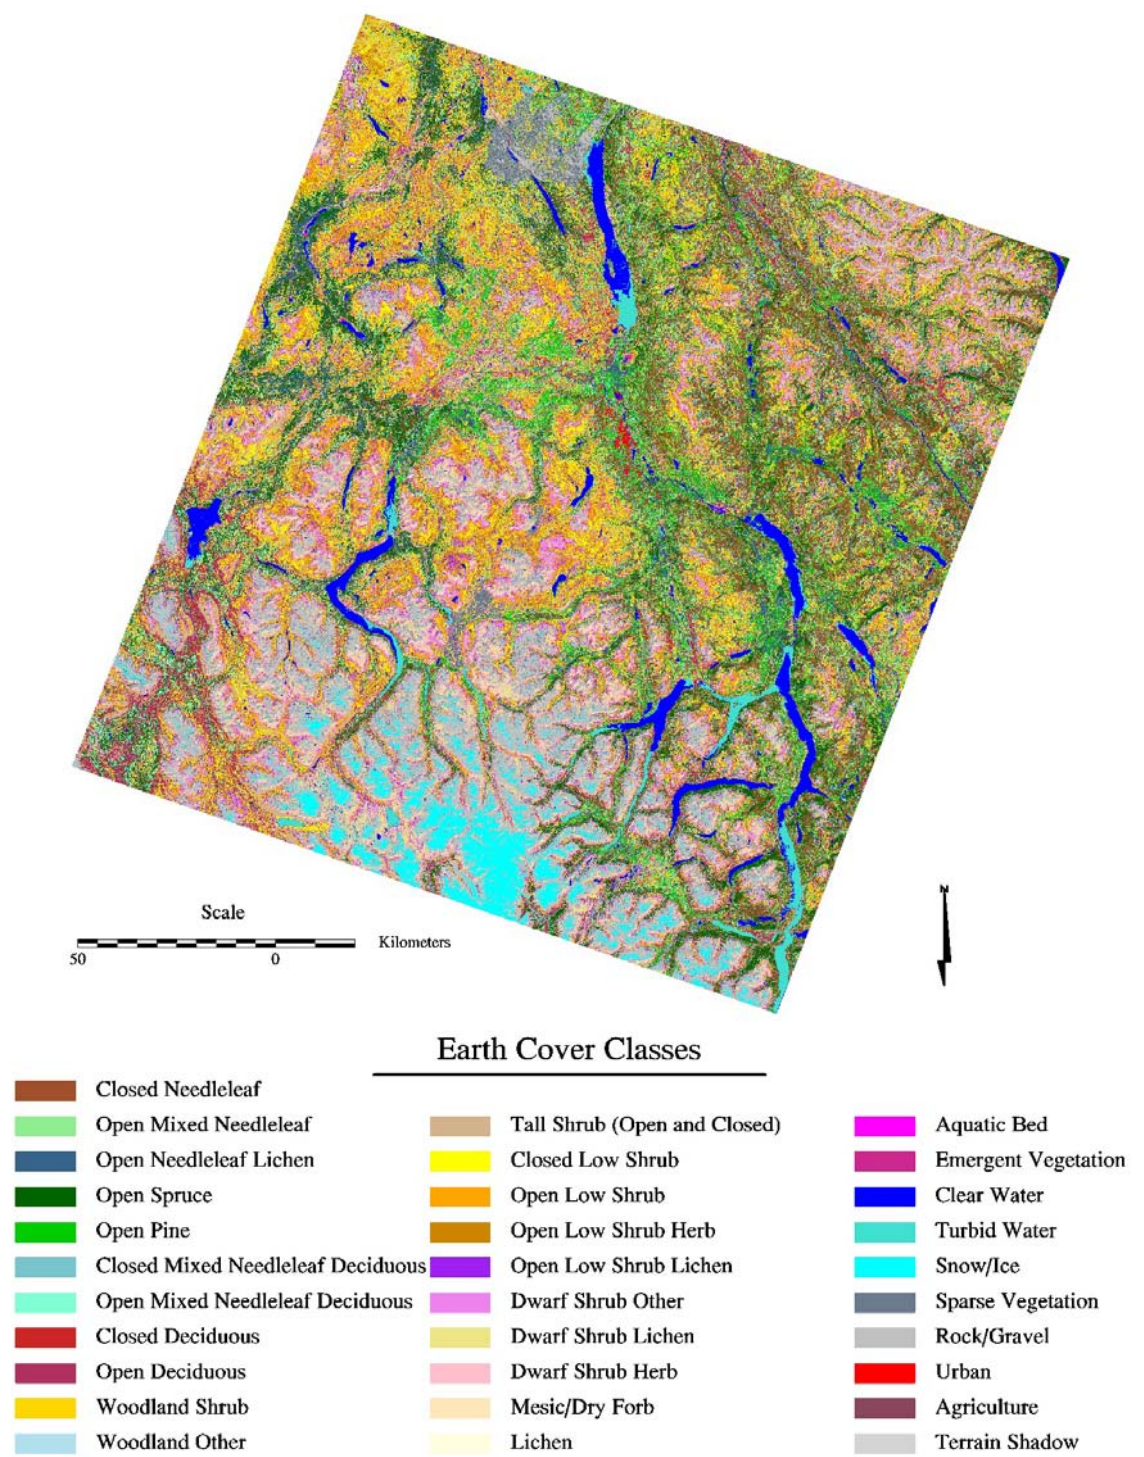 N
Scale
Kilometers
50 0
Earth Cover Classes
Closed Needleleaf
Open Mixed Needleleaf
Open Needleleaf Lichen
Open Spruce
Open Pine
Closed Mixed Needleleaf Deciduous
Open Mixed Needleleaf Deciduous
Closed Deciduous
Open Deciduous
Woodland Shrub
Woodland Other
Tall Shrub (Open and Closed)
Closed Low Shrub
Open Low Shrub
Open Low Shrub Herb
Open Low Shrub Lichen
Dwarf Shrub Other
Dwarf Shrub Lichen
Dwarf Shrub Herb
Mesic/Dry Forb
Lichen
Aquatic Bed
Emergent Vegetation
Clear Water
Turbid Water
Snow/Ice
Sparse Vegetation
Rock/Gravel
Urban
Agriculture
Terrain Shadow